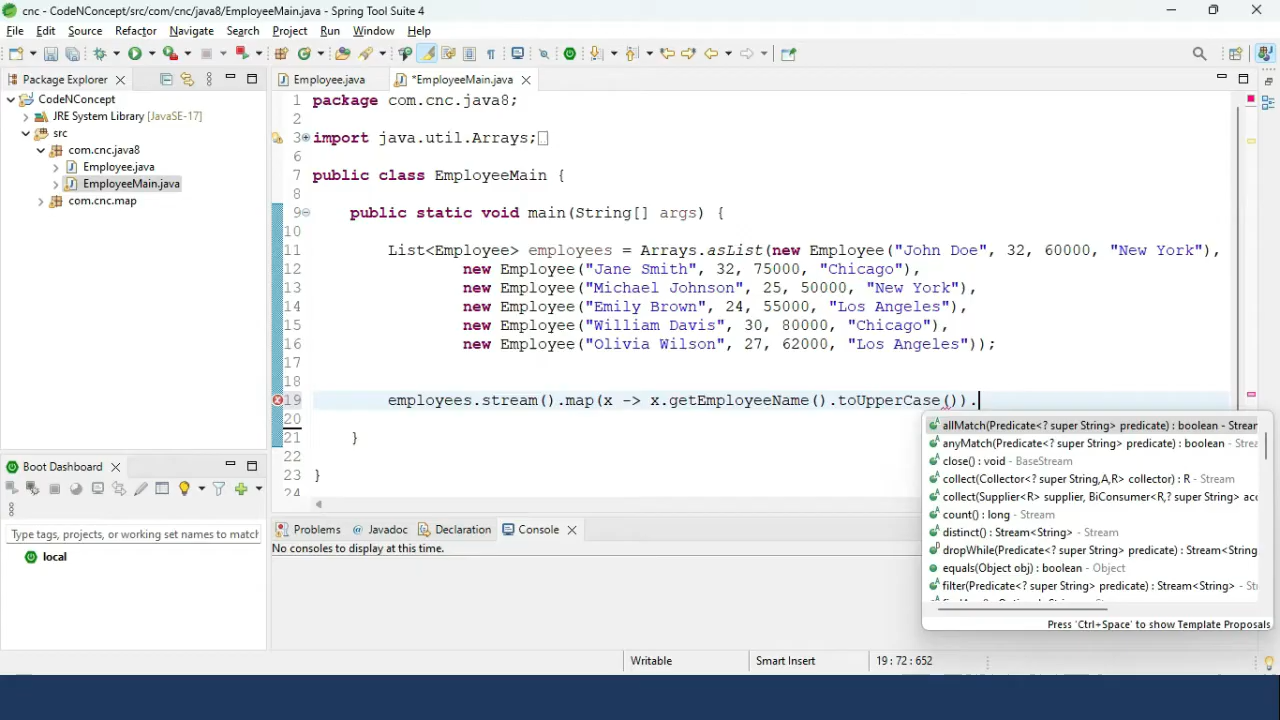 cnc - CodeNConcept/src/com/cnc/java8/EmployeeMain.java - Spring Tool Suite 4
File Edit Source Refactor Navigate Search Project Run Window Help
Package Explorer
Employee.java
*EmployeeMain.java
CodeNConcept
JRE System Library [JavaSE-17]
src
com.cnc.java8
Employee.java
EmployeeMain.java
com.cnc.map
1 package com.cnc.java8;
2
3 import java.util.Arrays;
6
7 public class EmployeeMain {
8
9 public static void main(String[] args) {
10
11 List<Employee> employees = Arrays.asList(new Employee("John Doe", 32, 60000, "New York"),
12 new Employee("Jane Smith", 32, 75000, "Chicago"),
13 new Employee("Michael Johnson", 25, 50000, "New York"),
14 new Employee("Emily Brown", 24, 55000, "Los Angeles"),
15 new Employee("William Davis", 30, 80000, "Chicago"),
16 new Employee("Olivia Wilson", 27, 62000, "Los Angeles"));
17
18
19 employees.stream().map(x -> x.getEmployeeName().toUpperCase()).
20
21 }
22
23 }
24
allMatch(Predicate<? super String> predicate) : boolean - Strear
anyMatch(Predicate<? super String> predicate) : boolean - Strea
close() : void - BaseStream
collect(Collector<? super String,A,R> collector) : R - Stream
collect(Supplier<R> supplier, BiConsumer<R,? super String> acc
count() : long - Stream
distinct() : Stream<String> - Stream
dropWhile(Predicate<? super String> predicate) : Stream<String
equals(Object obj) : boolean - Object
filter(Predicate<? super String> predicate) : Stream<String> - St
Press 'Ctrl+Space' to show Template Proposals
Boot Dashboard
Type tags, projects, or working set names to match
local
Problems Javadoc Declaration Console
No consoles to display at this time.
Writable Smart Insert 19 : 72 : 652